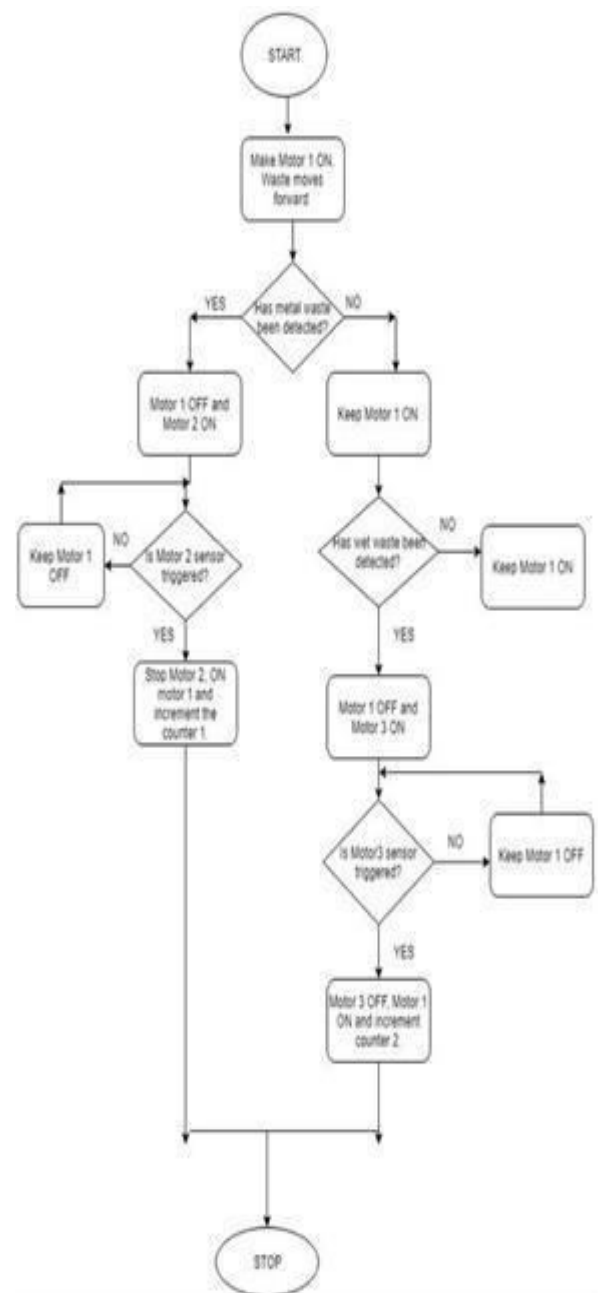 START
Make Motor 1 ON.
Waste moves
forward
YES
Has metal waste
been detected?
NO
Motor 1 OFF and
Motor 2 ON
Keep Motor 1 ON
Keep Motor 1
OFF
NO
Is Motor 2 sensor
triggered?
YES
Has wet waste been
detected?
NO
Keep Motor 1 ON
YES
Stop Motor 2, ON
motor 1 and
increment the
counter 1
Motor 1 OFF and
Motor 3 ON
Is Motor3 sensor
triggered?
NO
Keep Motor 1 OFF
YES
Motor 3 OFF, Motor 1
ON and increment
counter 2
STOP